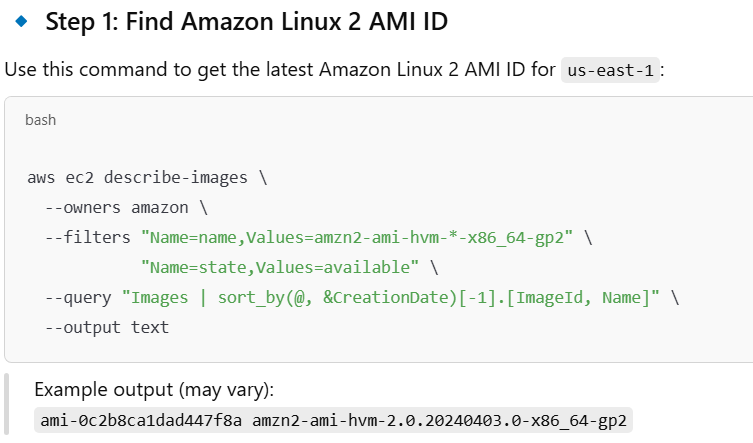 Step 1: Find Amazon Linux 2 AMI ID
Use this command to get the latest Amazon Linux 2 AMI ID for us-east-1:
bash
aws ec2 describe-images \
--owners amazon \
--filters "Name=name,Values=amzn2-ami-hvm-*-x86_64-gp2" \
"Name=state,Values=available" \
--query "Images | sort_by(@, &CreationDate)[-1].[ImageId, Name]" \
--output text
Example output (may vary):
ami-0c2b8ca1dad447f8a amzn2-ami-hvm-2.0.20240403.0-x86_64-gp2